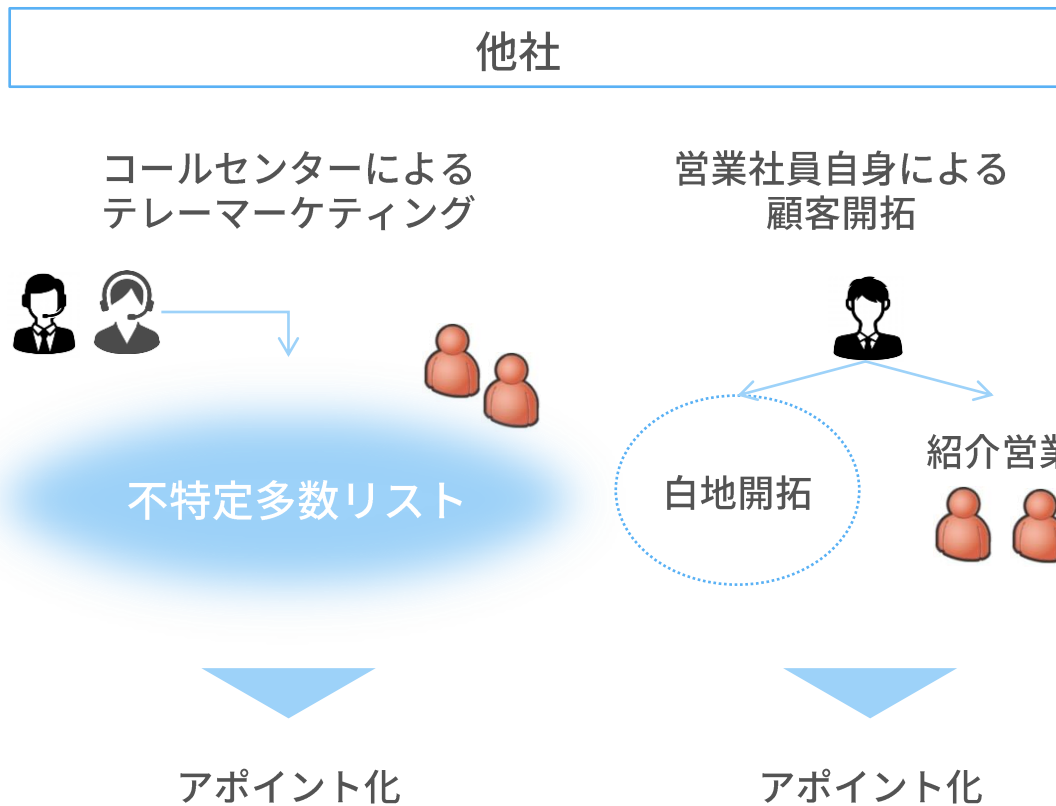 他社
コールセンターによる
テレーマーケティング
営業社員自身による
顧客開拓
不特定多数リスト
白地開拓
紹介営業
アポイント化
アポイント化